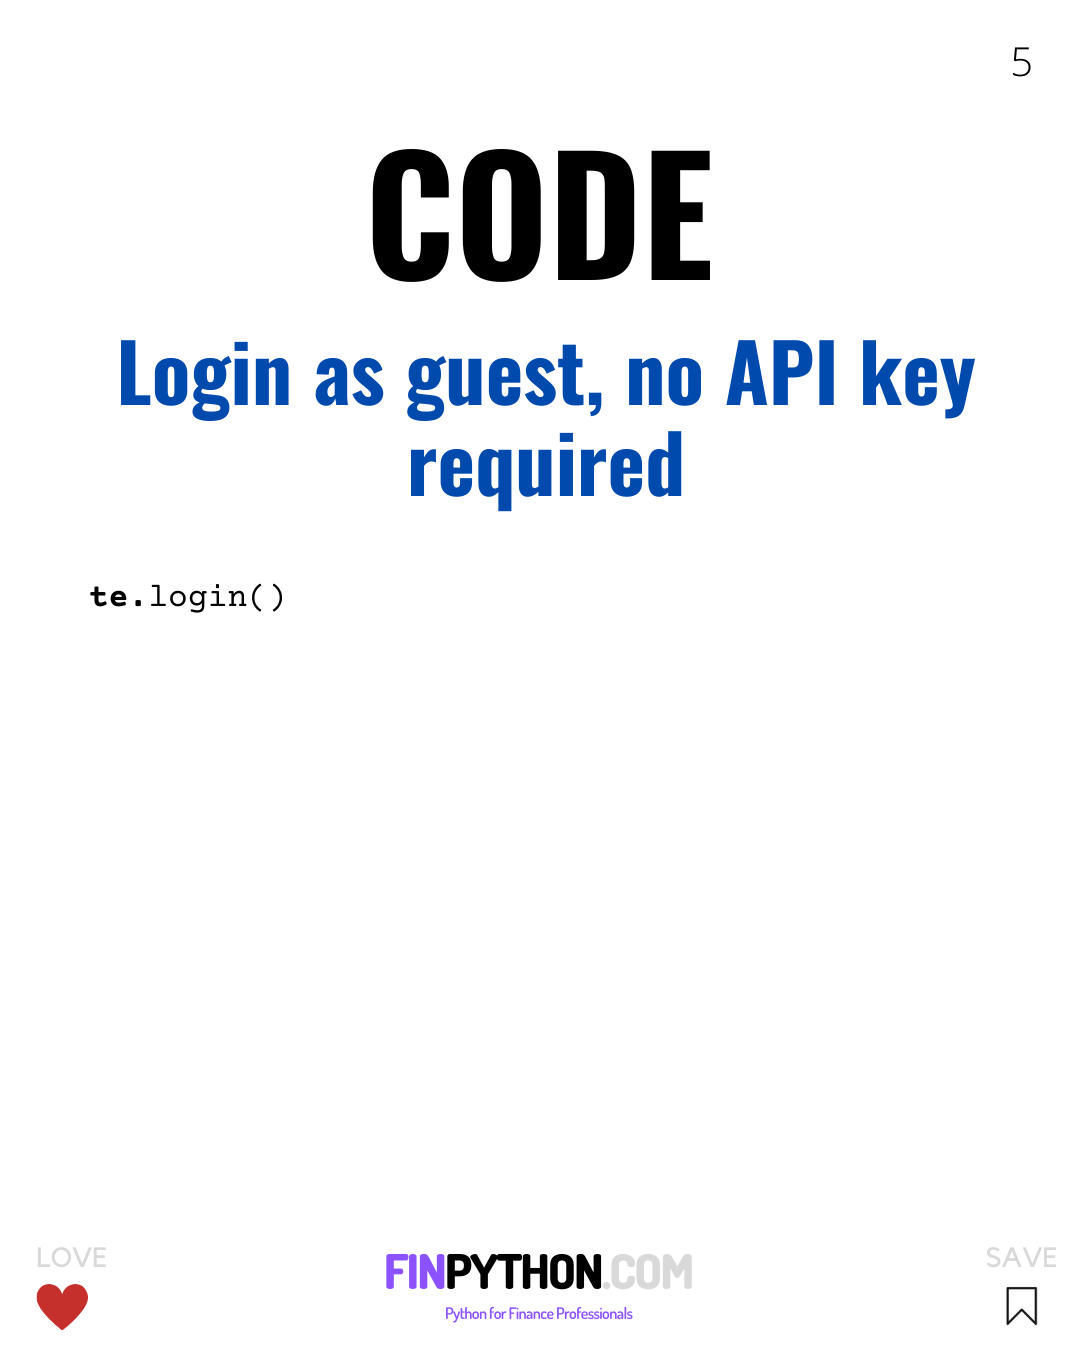 5
CODE
Login as guest, no API key
required
te.login()
LOVE
SAVE
FINPYTHON.COM
Python for Finance Professionals